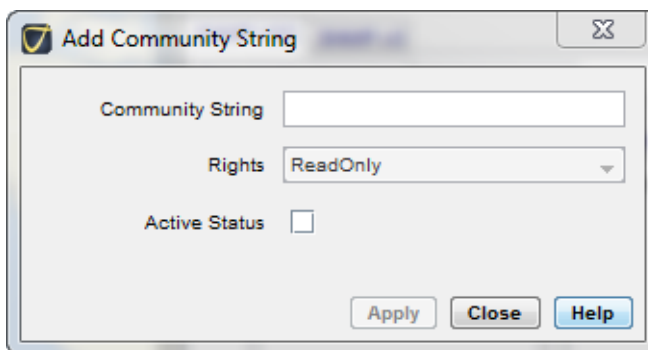 Add Community String
Community String
Rights ReadOnly
Active Status
Apply Close Help